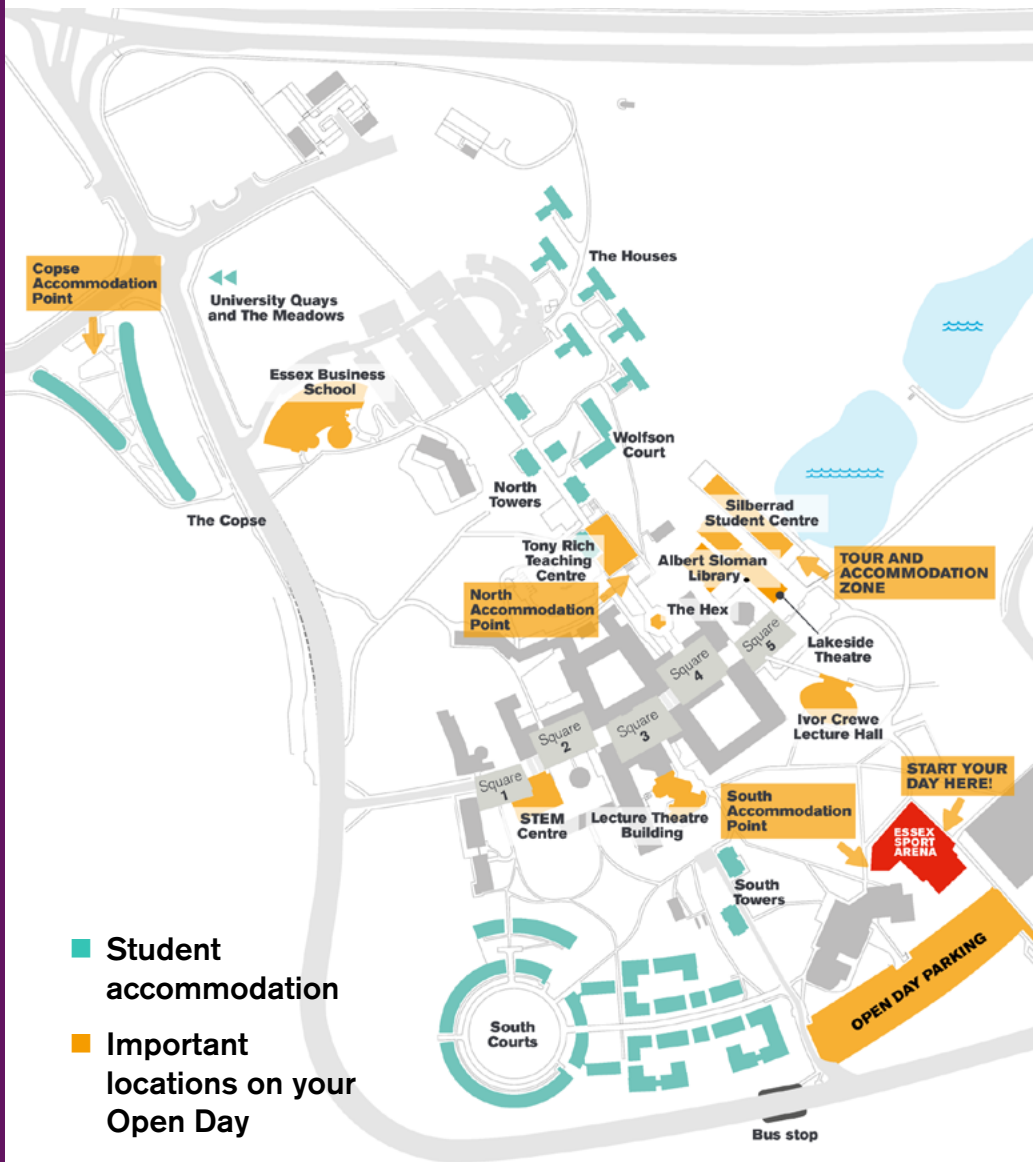 The Houses
Copse
Accommodation
Point
University Quays
and The Meadows
Essex Business
School
Wolfson
Court
North
Towers
The Copse
Silberrad
Student Centre
Tony Rich
Teaching
Centre
Albert Sloman
Library
TOUR AND
ACCOMMODATION
ZONE
North
Accommodation
Point
The Hex
Lakeside
Theatre
Square
5
Square
4
Square
3
Square
2
Square
1
Ivor Crewe
Lecture Hall
START YOUR
DAY HERE!
South
Accommodation
Point
STEM
Centre
Lecture Theatre
Building
ESSEX
SPORT
ARENA
South
Towers
OPEN DAY PARKING
South
Courts
Bus stop
Student
accommodation
Important
locations on your
Open Day